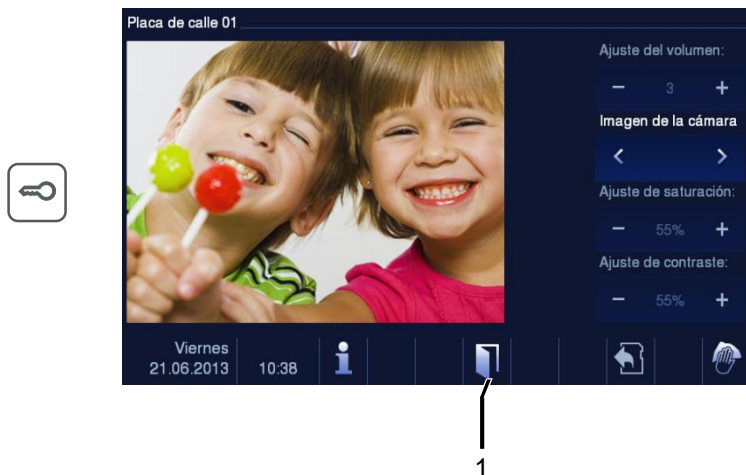 Placa de calle 01
Ajuste del volumen:
− 3 +
Imagen de la cámara
< >
Ajuste de saturación:
− 55% +
Ajuste de contraste:
− 55% +
Viernes
21.06.2013 10:38
1